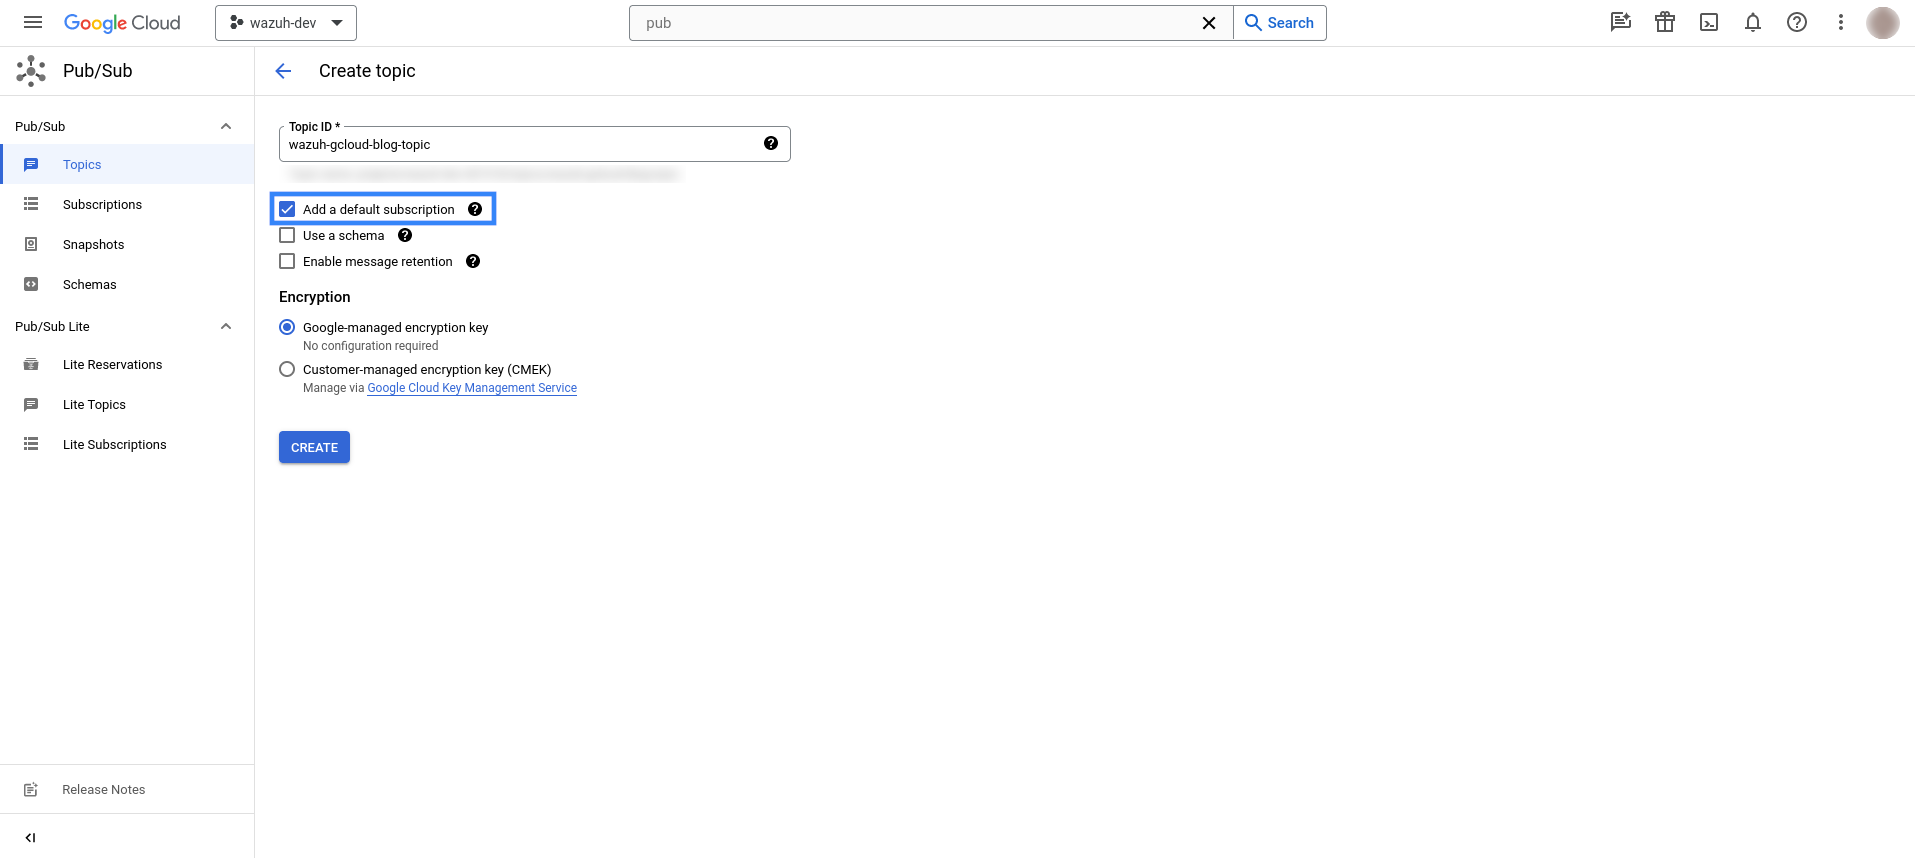 Google Cloud
wazuh-dev
pub
Search
Pub/Sub
Create topic
Pub/Sub
Topics
Subscriptions
Snapshots
Schemas
Pub/Sub Lite
Lite Reservations
Lite Topics
Lite Subscriptions
Release Notes
Topic ID *
wazuh-gcloud-blog-topic
Add a default subscription
Use a schema
Enable message retention
Encryption
Google-managed encryption key
No configuration required
Customer-managed encryption key (CMEK)
Manage via Google Cloud Key Management Service
CREATE